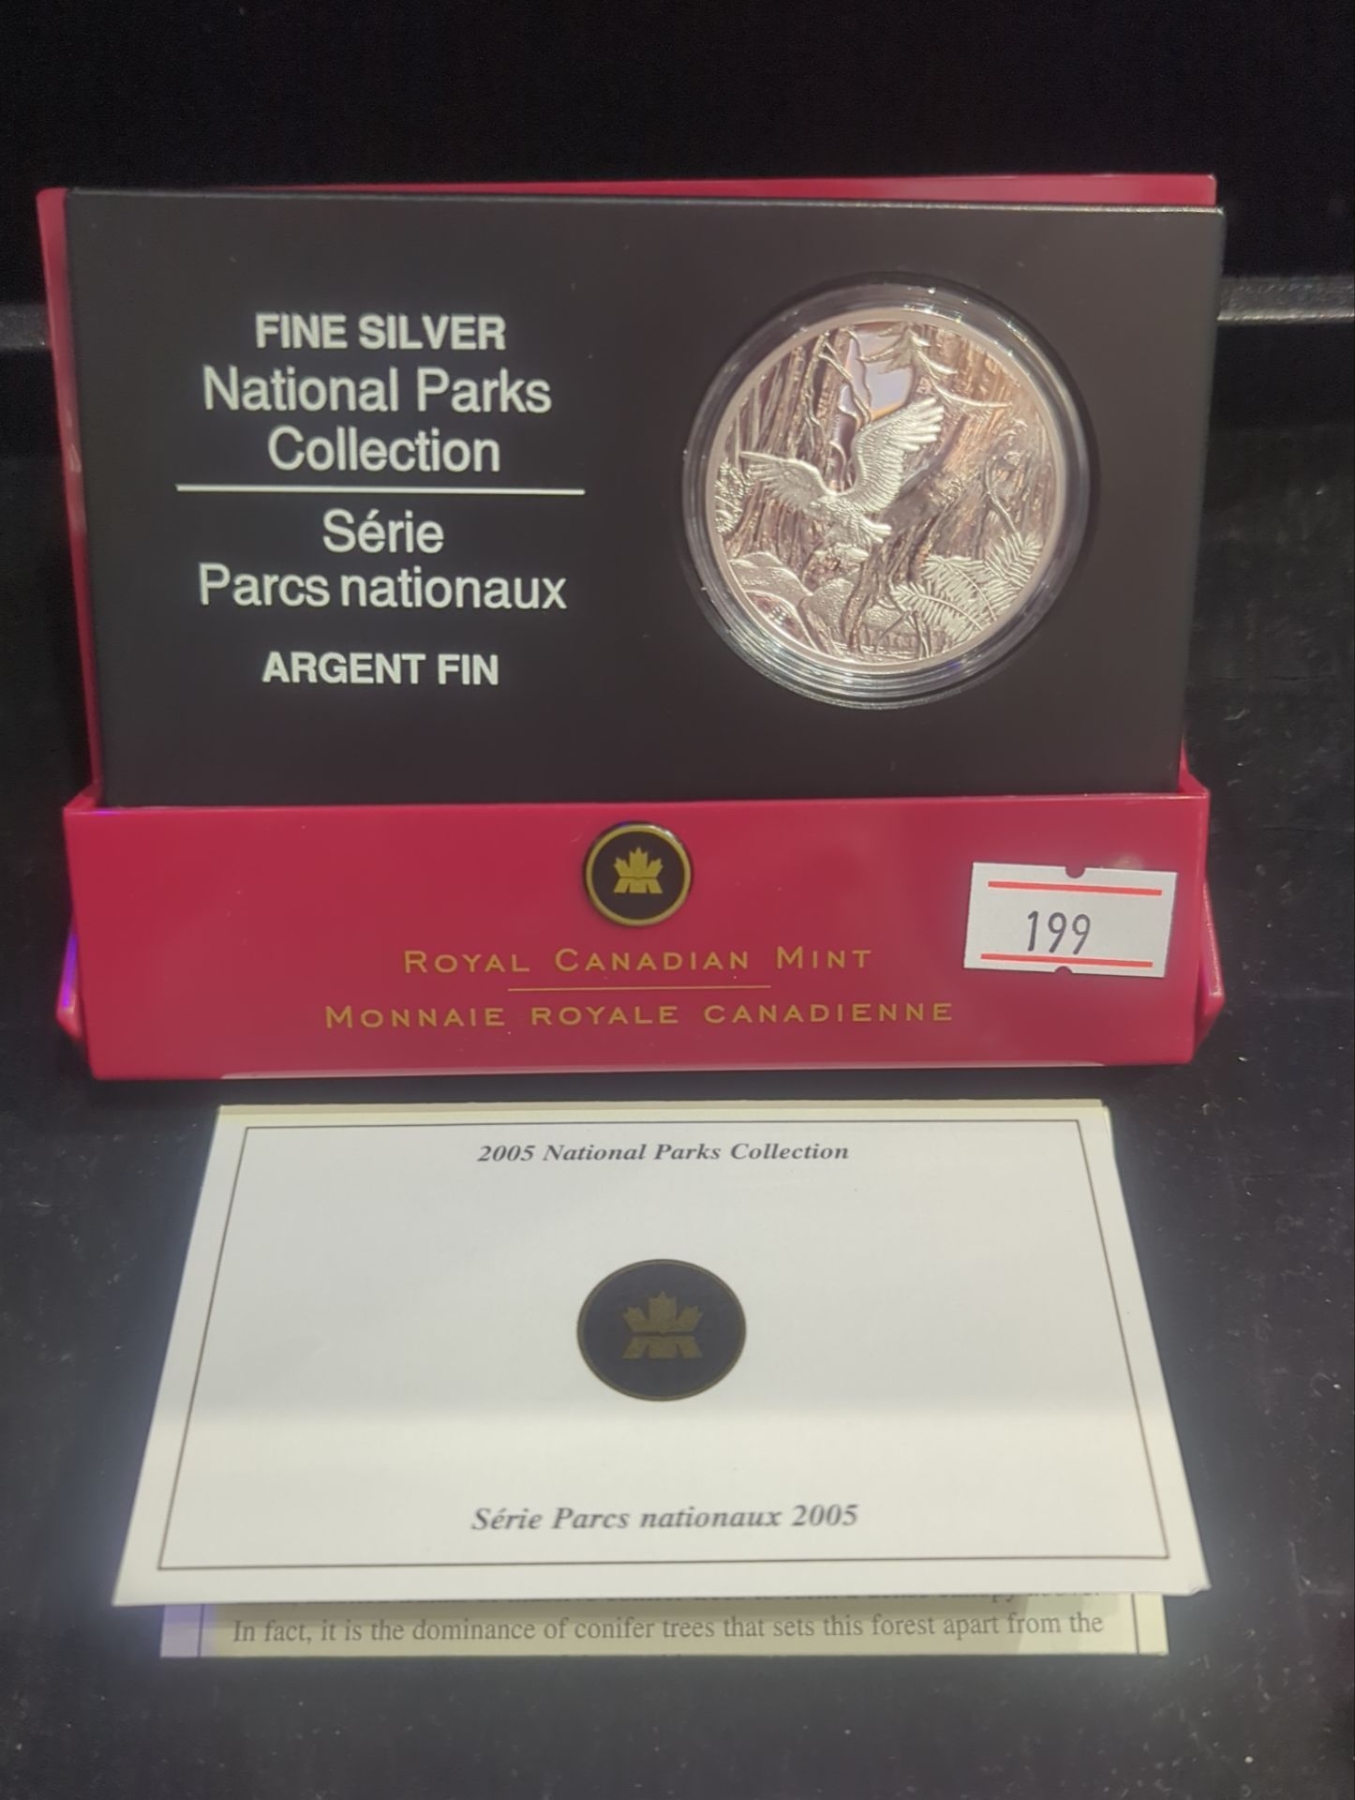 FINE SILVER
National Parks
Collection
Série
Parcs nationaux
ARGENT FIN
ROYAL CANADIAN MINT
MONNAIE ROYALE CANADIENNE
199
2005 National Parks Collection
Série Parcs nationaux 2005
In fact, it is the dominance of conifer trees that sets this forest apart from the